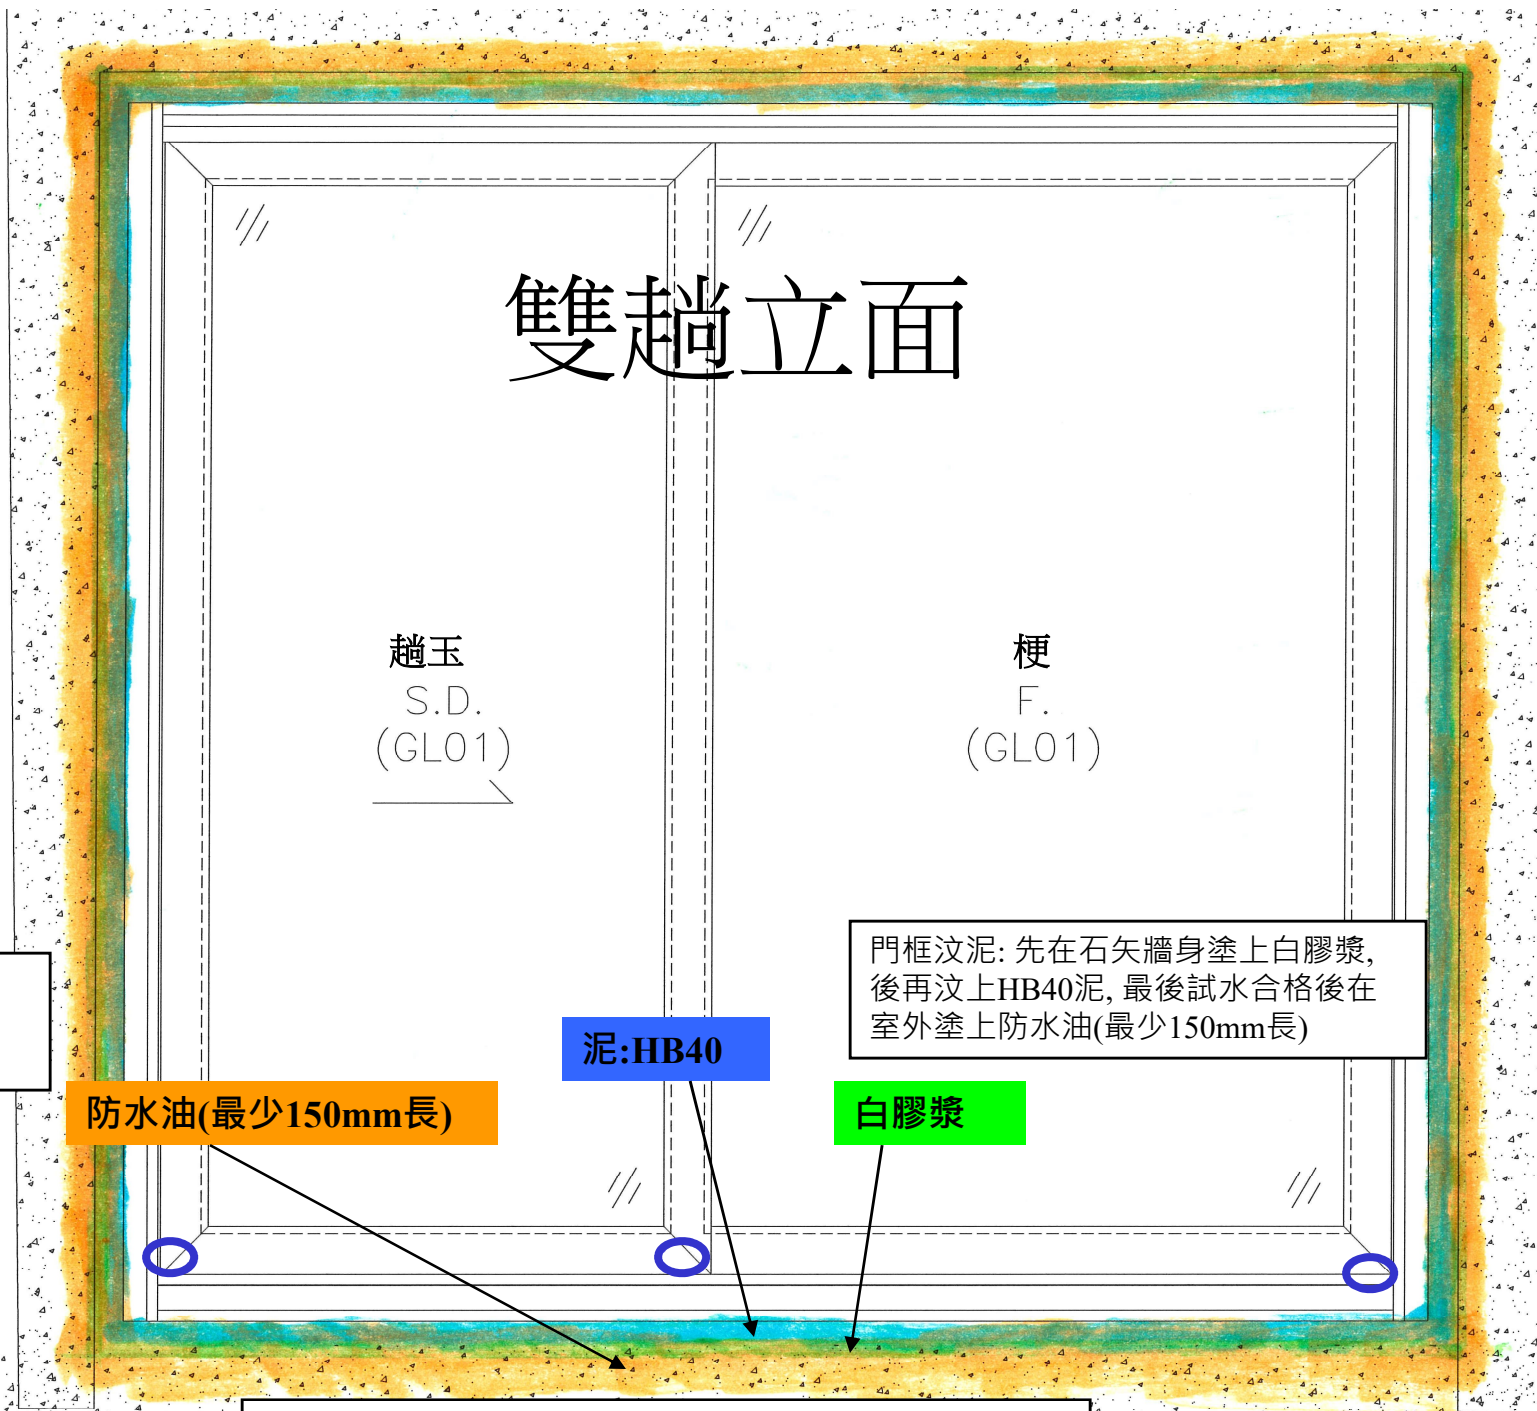 雙趟立面
趟玉
S.D.
(GL01)
梗
F.
(GL01)
門框汶泥: 先在石矢牆身塗上白膠漿,
後再汶上HB40泥, 最後試水合格後在
室外塗上防水油(最少150mm長)
泥:HB40
防水油(最少150mm長)
白膠漿